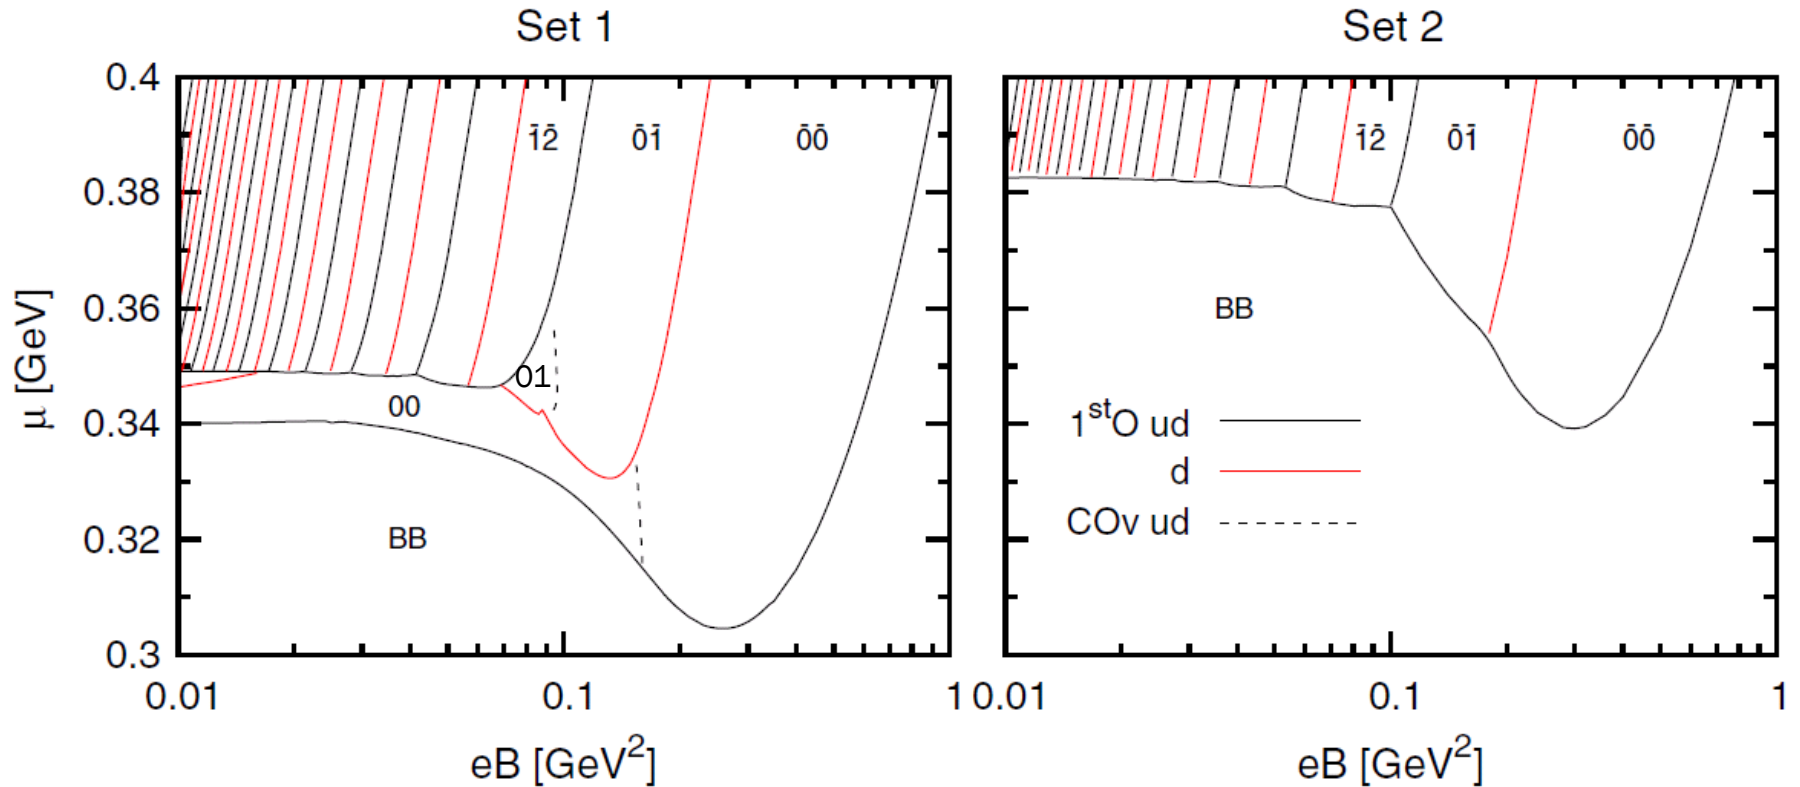 Set 1
Set 2
0.4
0.38
0.36
0.34
0.32
0.3
μ [GeV]
1̄2̄
0̄1̄
0̄0̄
01
00
BB
0.01
0.1
1
eB [GeV²]
1̄2̄
0̄1̄
0̄0̄
BB
1ˢᵗO ud
d
COv ud
0.01
0.1
1
eB [GeV²]